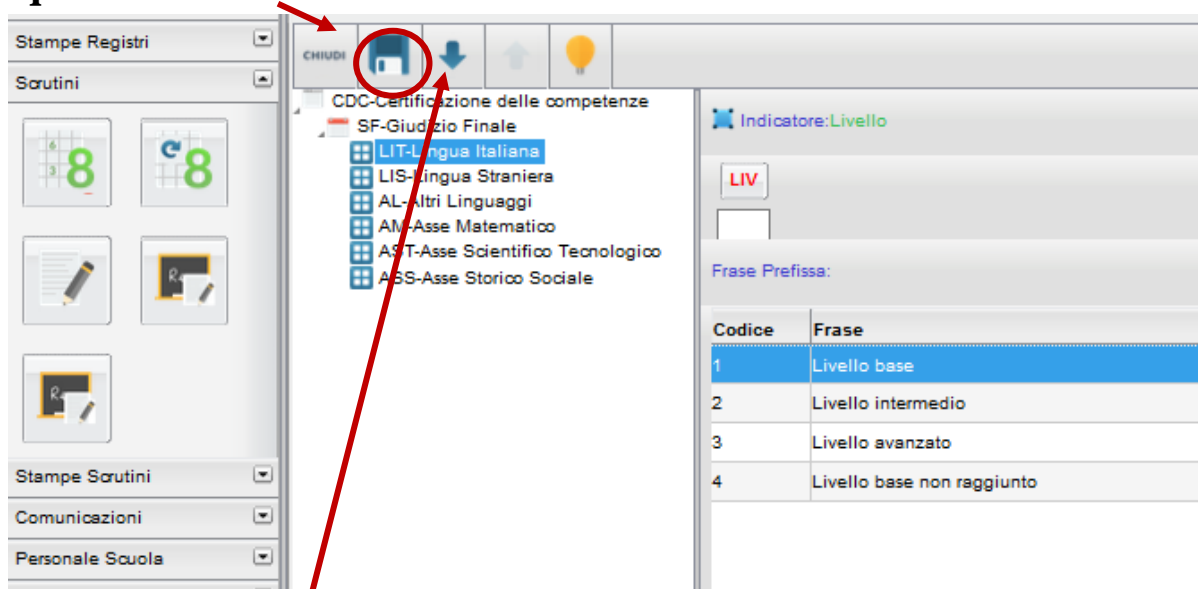 Stampe Registri
Scrutini
8
8
Stampe Scrutini
Comunicazioni
Personale Scuola
CHIUDI
CDC-Certificazione delle competenze
SF-Giudizio Finale
LIT-Lingua Italiana
LIS-Lingua Straniera
AL-Altri Linguaggi
AM-Asse Matematico
AST-Asse Scientifico Tecnologico
ASS-Asse Storico Sociale
Indicatore:Livello
LIV
Frase Prefissa:
Codice Frase
1 Livello base
2 Livello intermedio
3 Livello avanzato
4 Livello base non raggiunto